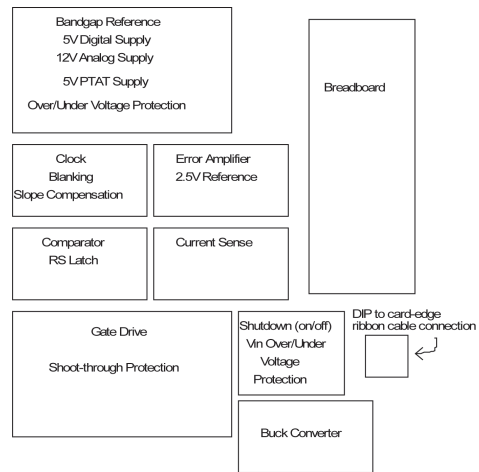 Bandgap Reference
5V Digital Supply
12V Analog Supply
5V PTAT Supply
Over/Under Voltage Protection
Breadboard
Clock
Blanking
Slope Compensation
Error Amplifier
2.5V Reference
Comparator
RS Latch
Current Sense
Gate Drive
Shoot-through Protection
Shutdown (on/off)
Vin Over/Under
Voltage
Protection
DIP to card-edge
ribbon cable connection
Buck Converter